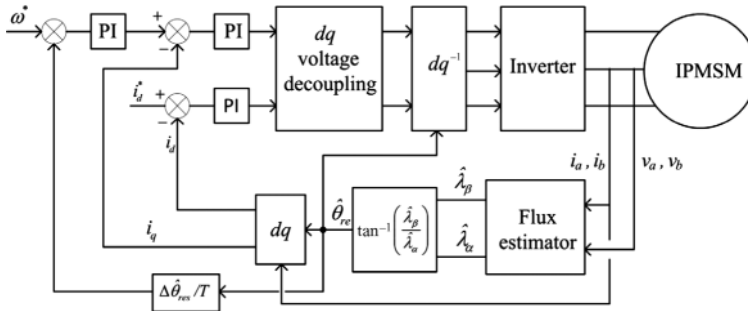 ω*
PI
+
−
PI
dq
voltage
decoupling
dq⁻¹
Inverter
IPMSM
i*_d
+
−
PI
i_d
i_q
dq
θ̂_re
tan⁻¹(λ̂_β/λ̂_α)
λ̂_β
λ̂_α
Flux
estimator
i_a , i_b
v_a, v_b
Δθ̂_res/T